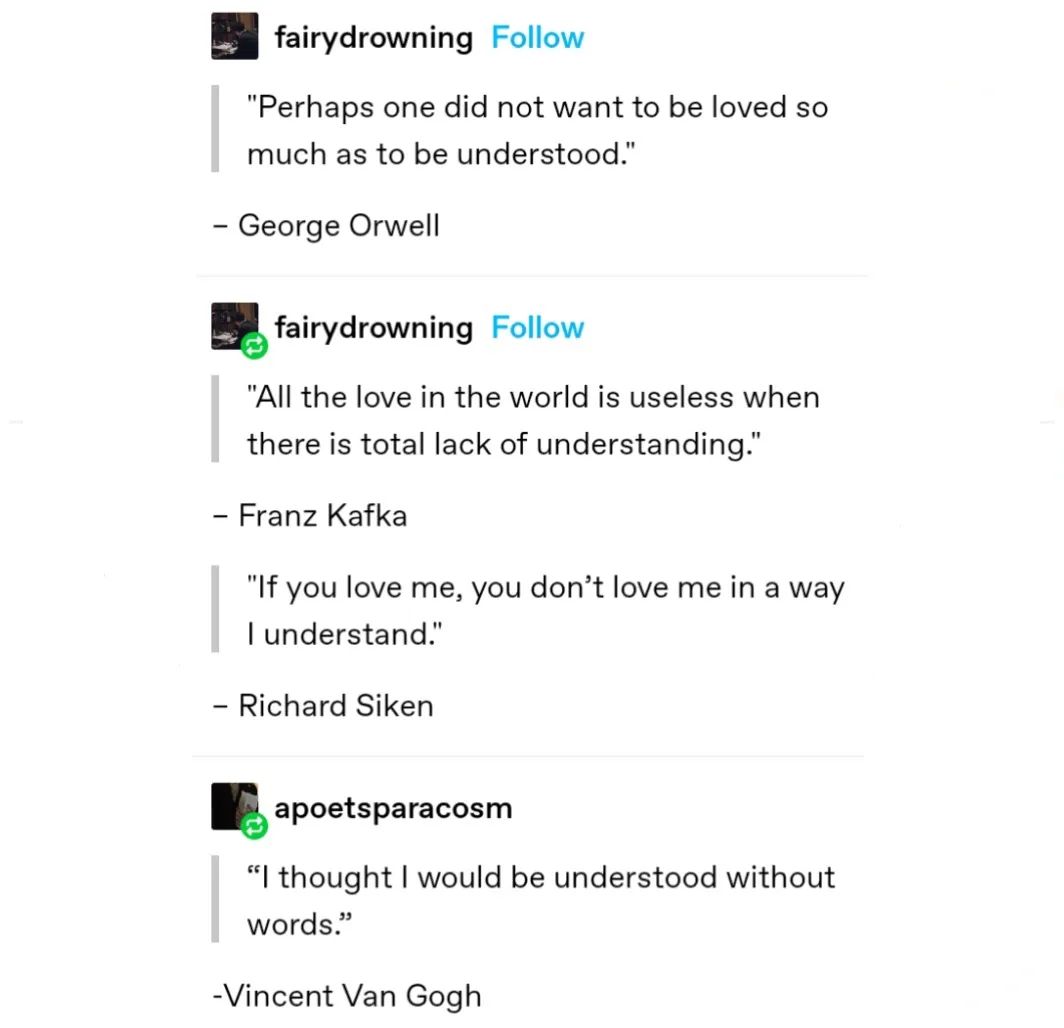 fairydrowning Follow
"Perhaps one did not want to be loved so
much as to be understood."
– George Orwell
fairydrowning Follow
"All the love in the world is useless when
there is total lack of understanding."
– Franz Kafka
"If you love me, you don’t love me in a way
I understand."
– Richard Siken
apoetsparacosm
“I thought I would be understood without
words.”
-Vincent Van Gogh